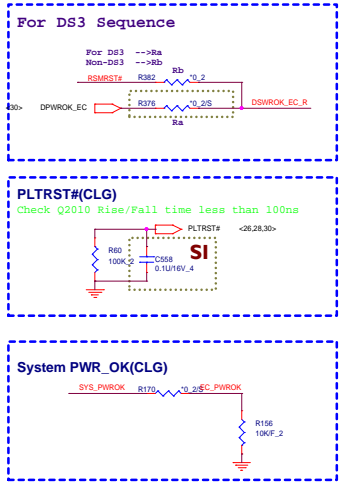 For DS3 Sequence
For DS3 -->Ra
Non-DS3 -->Rb
Rb
RSMRST# R382 *0_2
30> DPWROK_EC R376 *0_2/S DSWROK_EC_R
Ra
PLTRST#(CLG)
Check Q2010 Rise/Fall time less than 100ns
PLTRST# <26,28,30>
R60
100K_2
C558
0.1U/16V_4
SI
System PWR_OK(CLG)
SYS_PWROK R170 *0_2/S EC_PWROK
R156
10K/F_2